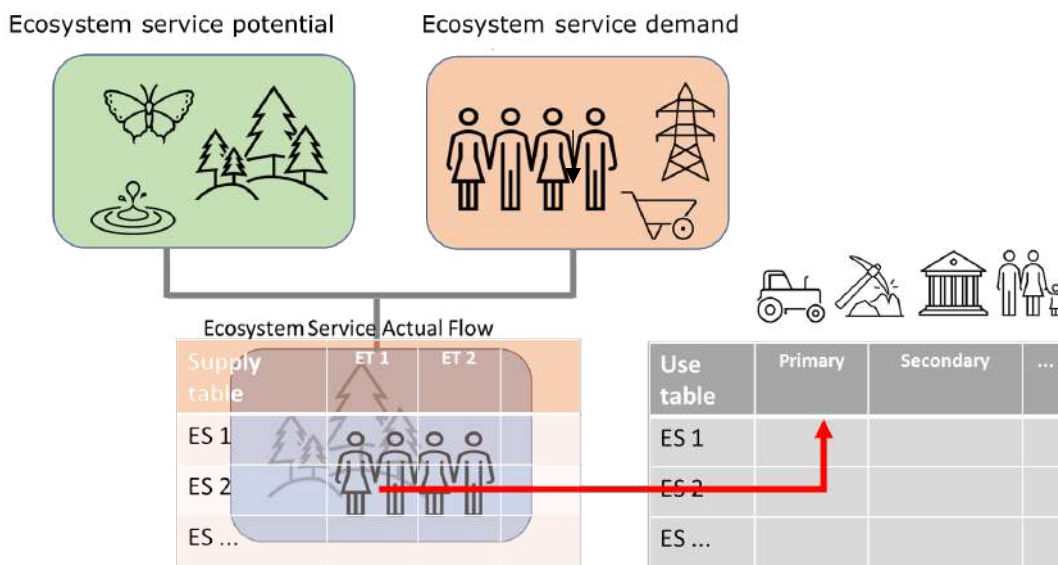 Ecosystem service potential
Ecosystem service demand
Ecosystem Service Actual Flow
Supply table
ET 1
ET 2
ES 1
ES 2
ES ...
Use table
Primary
Secondary
...
ES 1
ES 2
ES ...